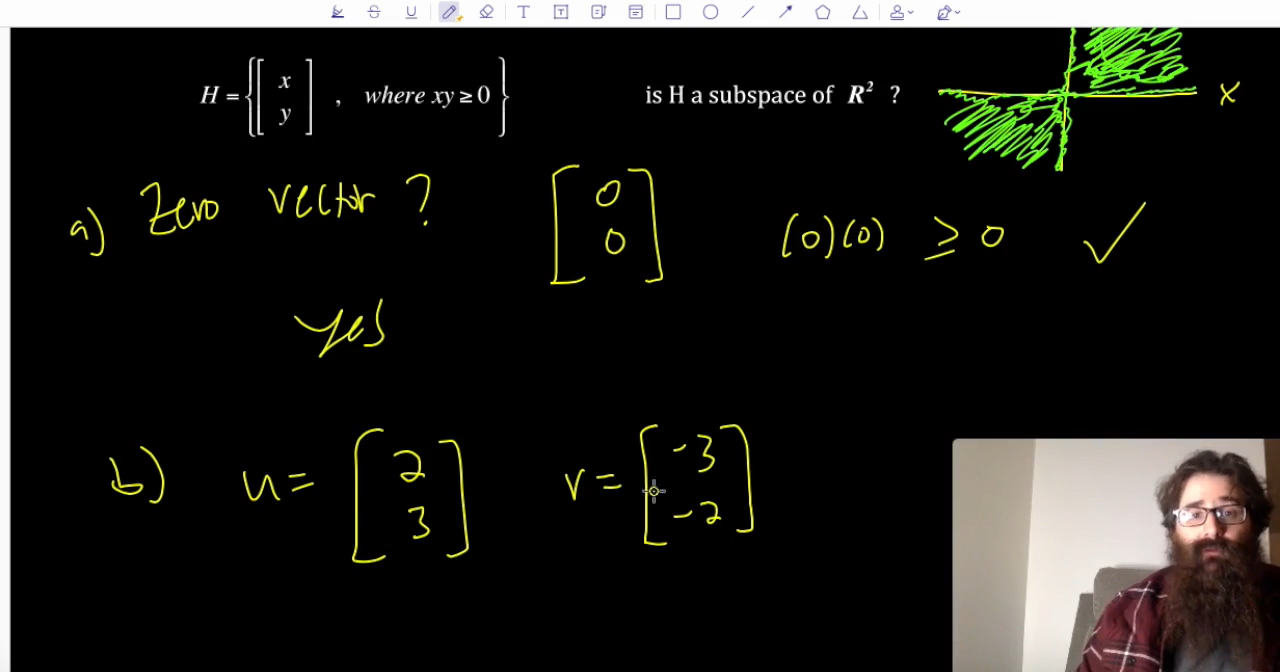 H = { [ x y ] , where xy ≥ 0 } is H a subspace of R² ?
x
a) Zero vector ? [ 0 0 ] (0)(0) ≥ 0 ✓
yes
b) u = [ 2 3 ] v = [ -3 -2 ]